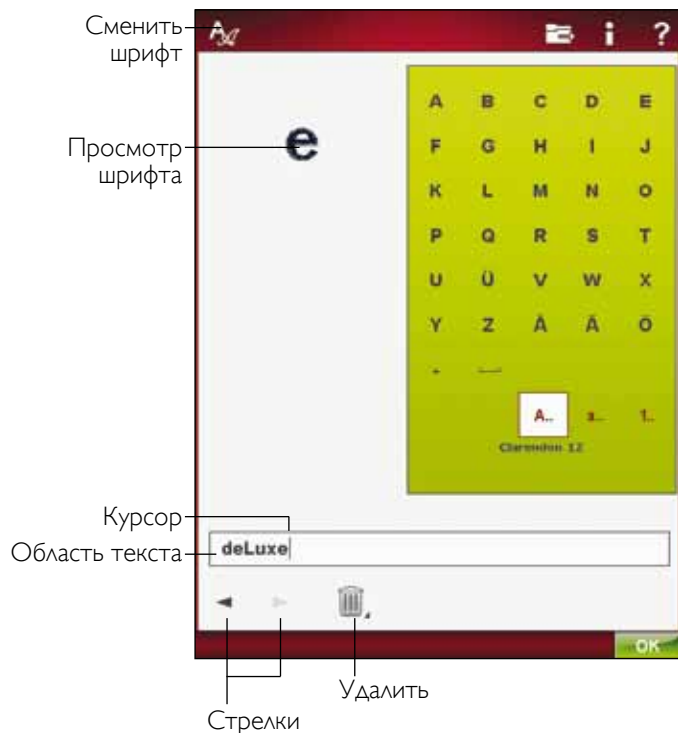 Сменить
шрифт
?
Просмотр
шрифта
e
A B C D E
F G H I J
K L M N O
P Q R S T
U Ü V W X
Y Z Å Ä Ö
A.. a.. 1..
Clarendon 12
Курсор
Область текста
deLuxe
OK
Удалить
Стрелки